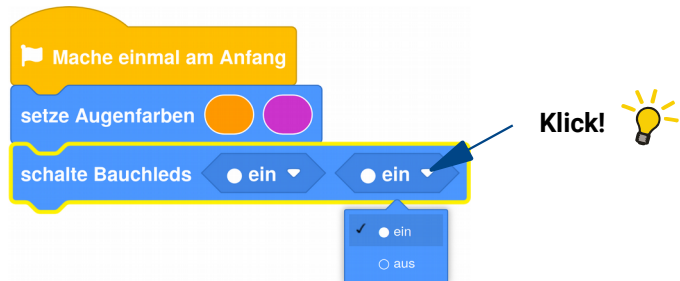 Mache einmal am Anfang
setze Augenfarben
Klick!
schalte Bauchleds ein ein
ein
aus